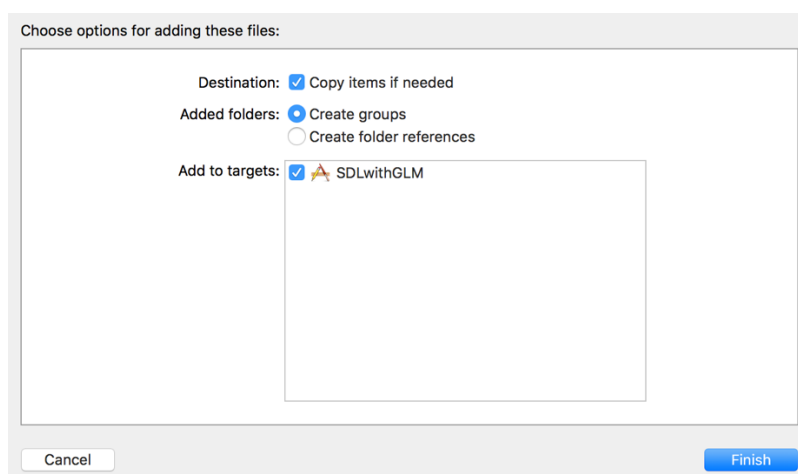 Choose options for adding these files:
Destination: Copy items if needed
Added folders: Create groups
Create folder references
Add to targets: SDLwithGLM
Cancel Finish